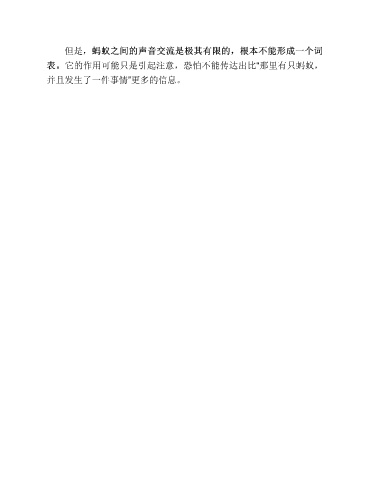 但是，蚂蚁之间的声音交流是极其有限的，根本不能形成一个词
表。它的作用可能只是引起注意，恐怕不能传达出比“那里有只蚂蚁，
并且发生了一件事情”更多的信息。